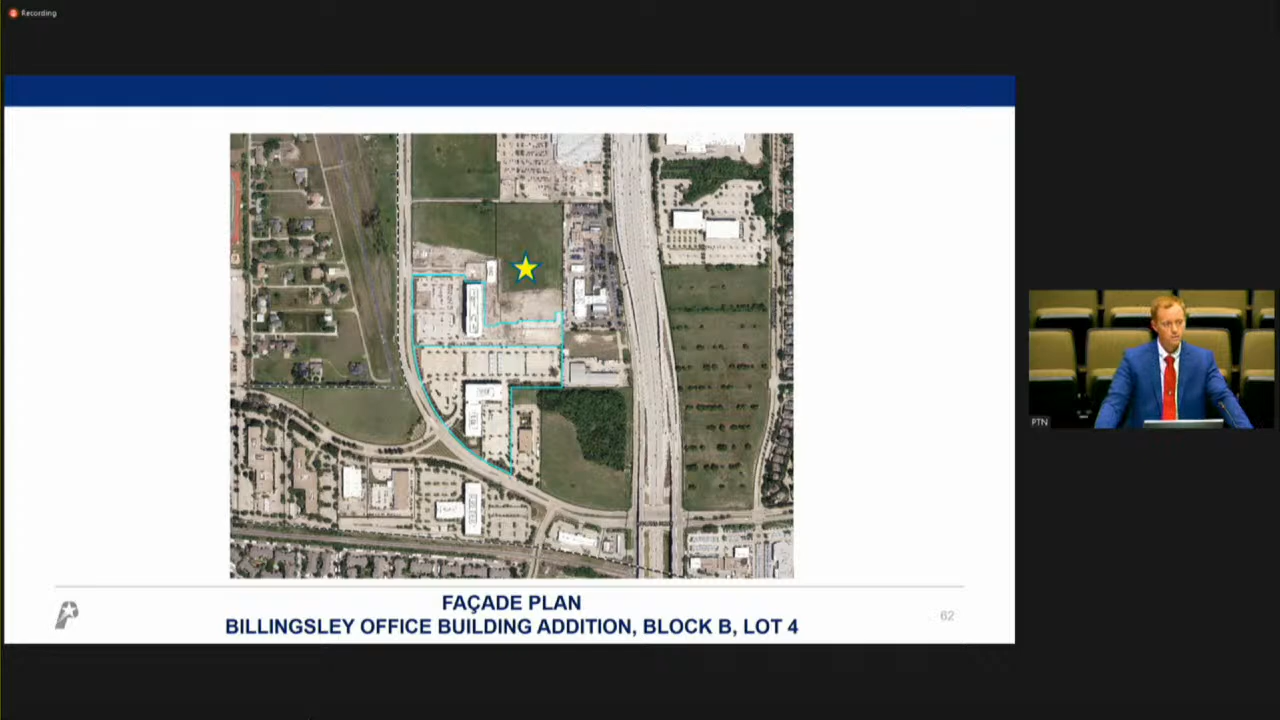 Recording
PTN
FAÇADE PLAN
BILLINGSLEY OFFICE BUILDING ADDITION, BLOCK B, LOT 4
62